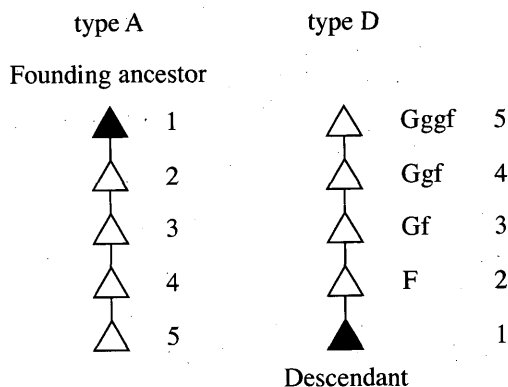 type A type D
Founding ancestor
1 Gggf 5
2 Ggf 4
3 Gf 3
4 F 2
5 1
Descendant